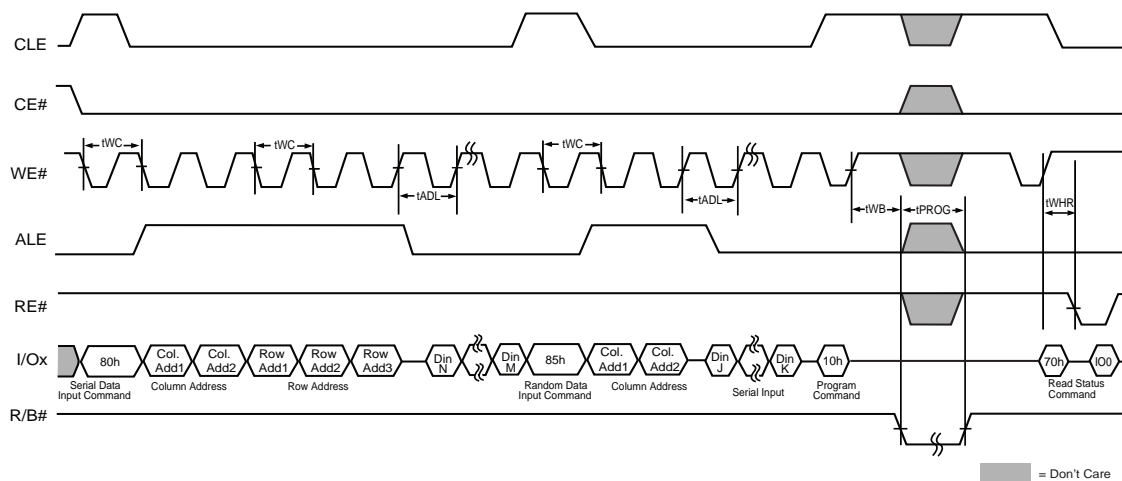 CLE
CE#
tWC
tWC
tWC
WE#
tADL
tADL
tWB
tPROG
tWHR
ALE
RE#
I/Ox
80h
Col.
Add1
Col.
Add2
Row
Add1
Row
Add2
Row
Add3
Din
N
Din
M
85h
Col.
Add1
Col.
Add2
Din
J
Din
K
10h
70h
IO0
Serial Data
Input Command
Column Address
Row Address
Random Data
Input Command
Column Address
Serial Input
Program
Command
Read Status
Command
R/B#
= Don't Care